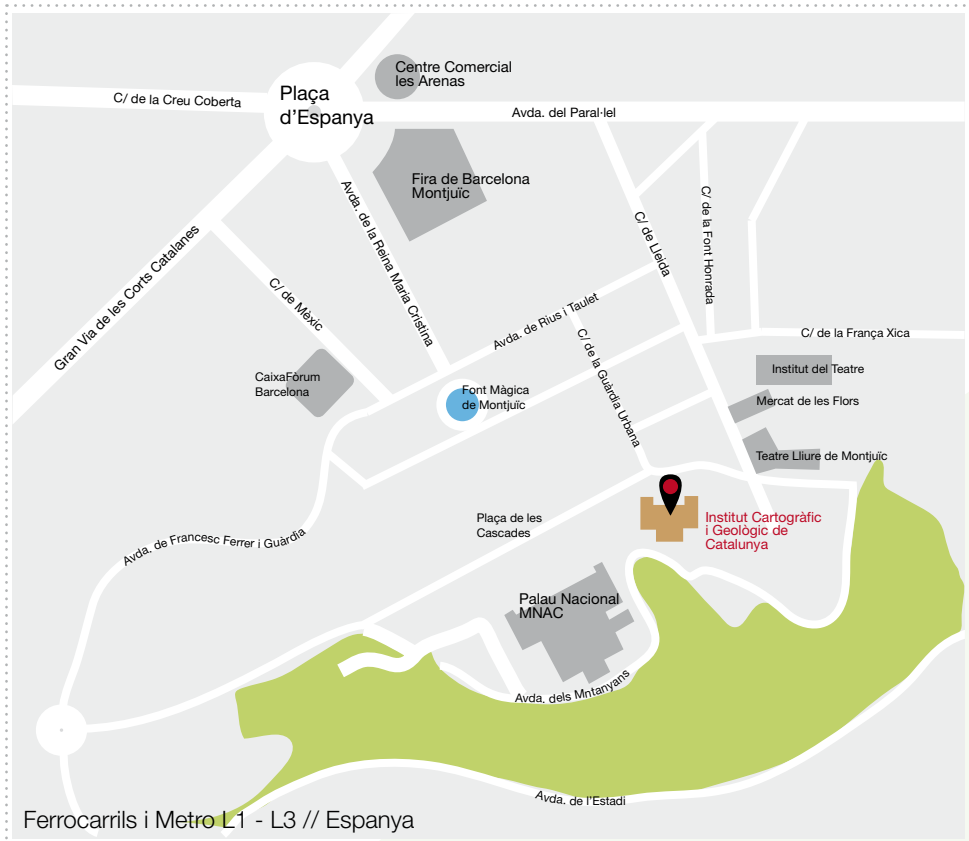 Centre Comercial
les Arenas
Plaça
d'Espanya
C/ de la Creu Coberta
Avda. del Paral·lel
Fira de Barcelona
Montjuïc
Avda. de la Reina Maria Cristina
C/ de Lleida
C/ de la Font Honrada
Gran Via de les Corts Catalanes
C/ de Mèxic
Avda. de Rius i Taulet
C/ de la Guàrdia Urbana
C/ de la França Xica
Institut del Teatre
CaixaFòrum
Barcelona
Font Màgica
de Montjuïc
Mercat de les Flors
Teatre Lliure de Montjuïc
Plaça de les
Cascades
Institut Cartogràfic
i Geològic de
Catalunya
Avda. de Francesc Ferrer i Guàrdia
Palau Nacional
MNAC
Avda. dels Mntanyans
Avda. de l'Estadi
Ferrocarrils i Metro L1 - L3 // Espanya